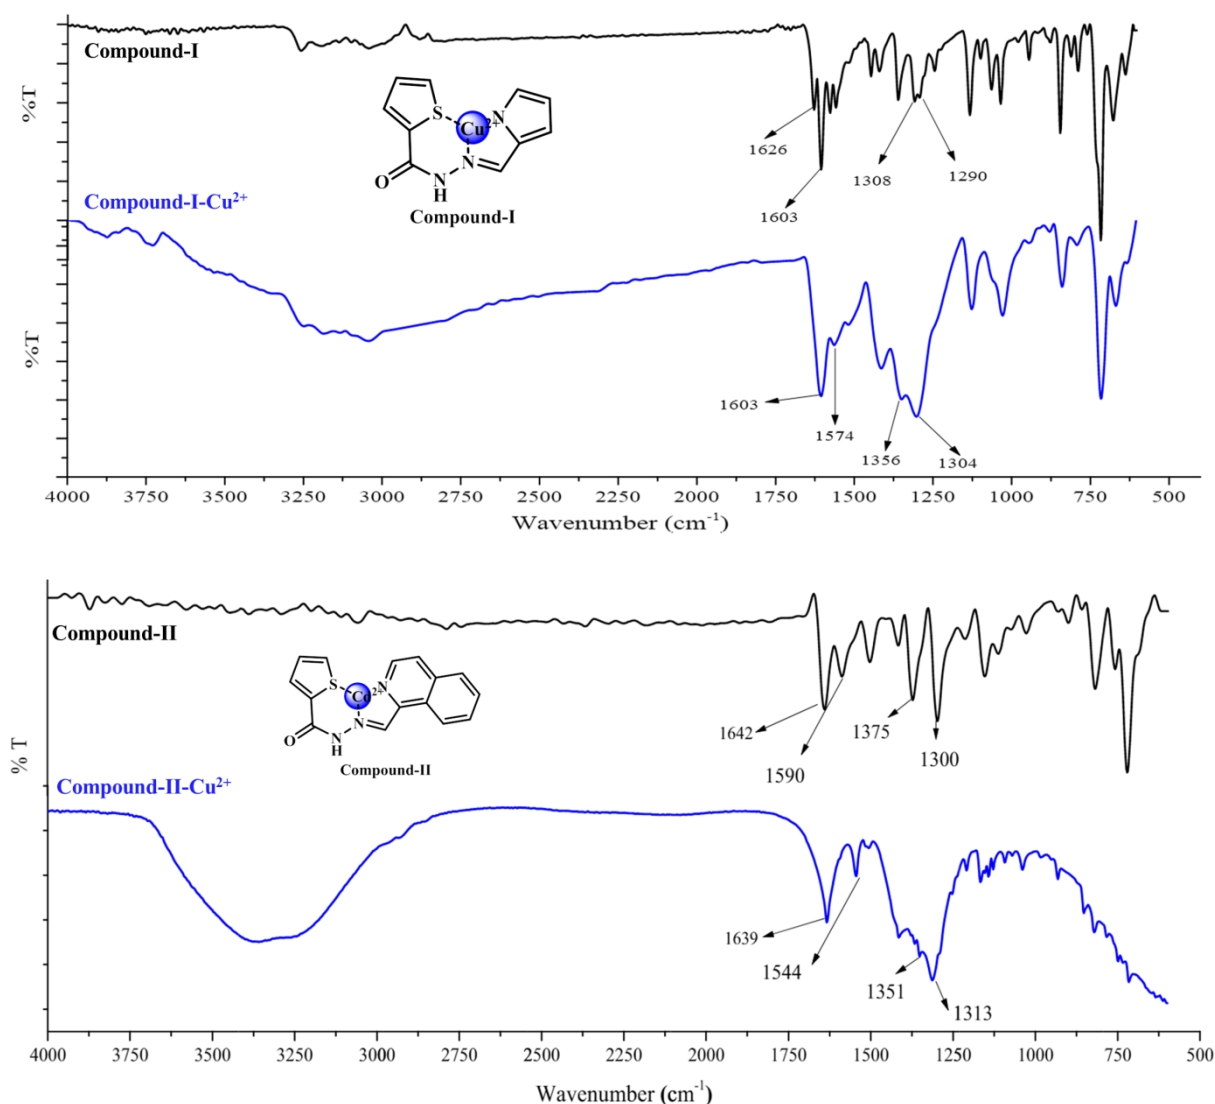 Compound-I
%T
S
Cu2+
N
N
O
N
H
Compound-I
1626
1308
1290
1603
Compound-I-Cu2+
%T
1603
1574
1356
1304
4000 3750 3250 3000 2750 2500 2250 2000 1750 1500 1250 1000 750 500
Wavenumber (cm-1)
Compound-II
S
Cd2+
N
N
O
N
H
Compound-II
1642
1590
1375
1300
% T
Compound-II-Cu2+
1639
1544
1351
1313
4000 3750 3500 3250 3000 2750 2500 2250 2000 1750 1500 1250 1000 750 500
Wavenumber (cm-1)